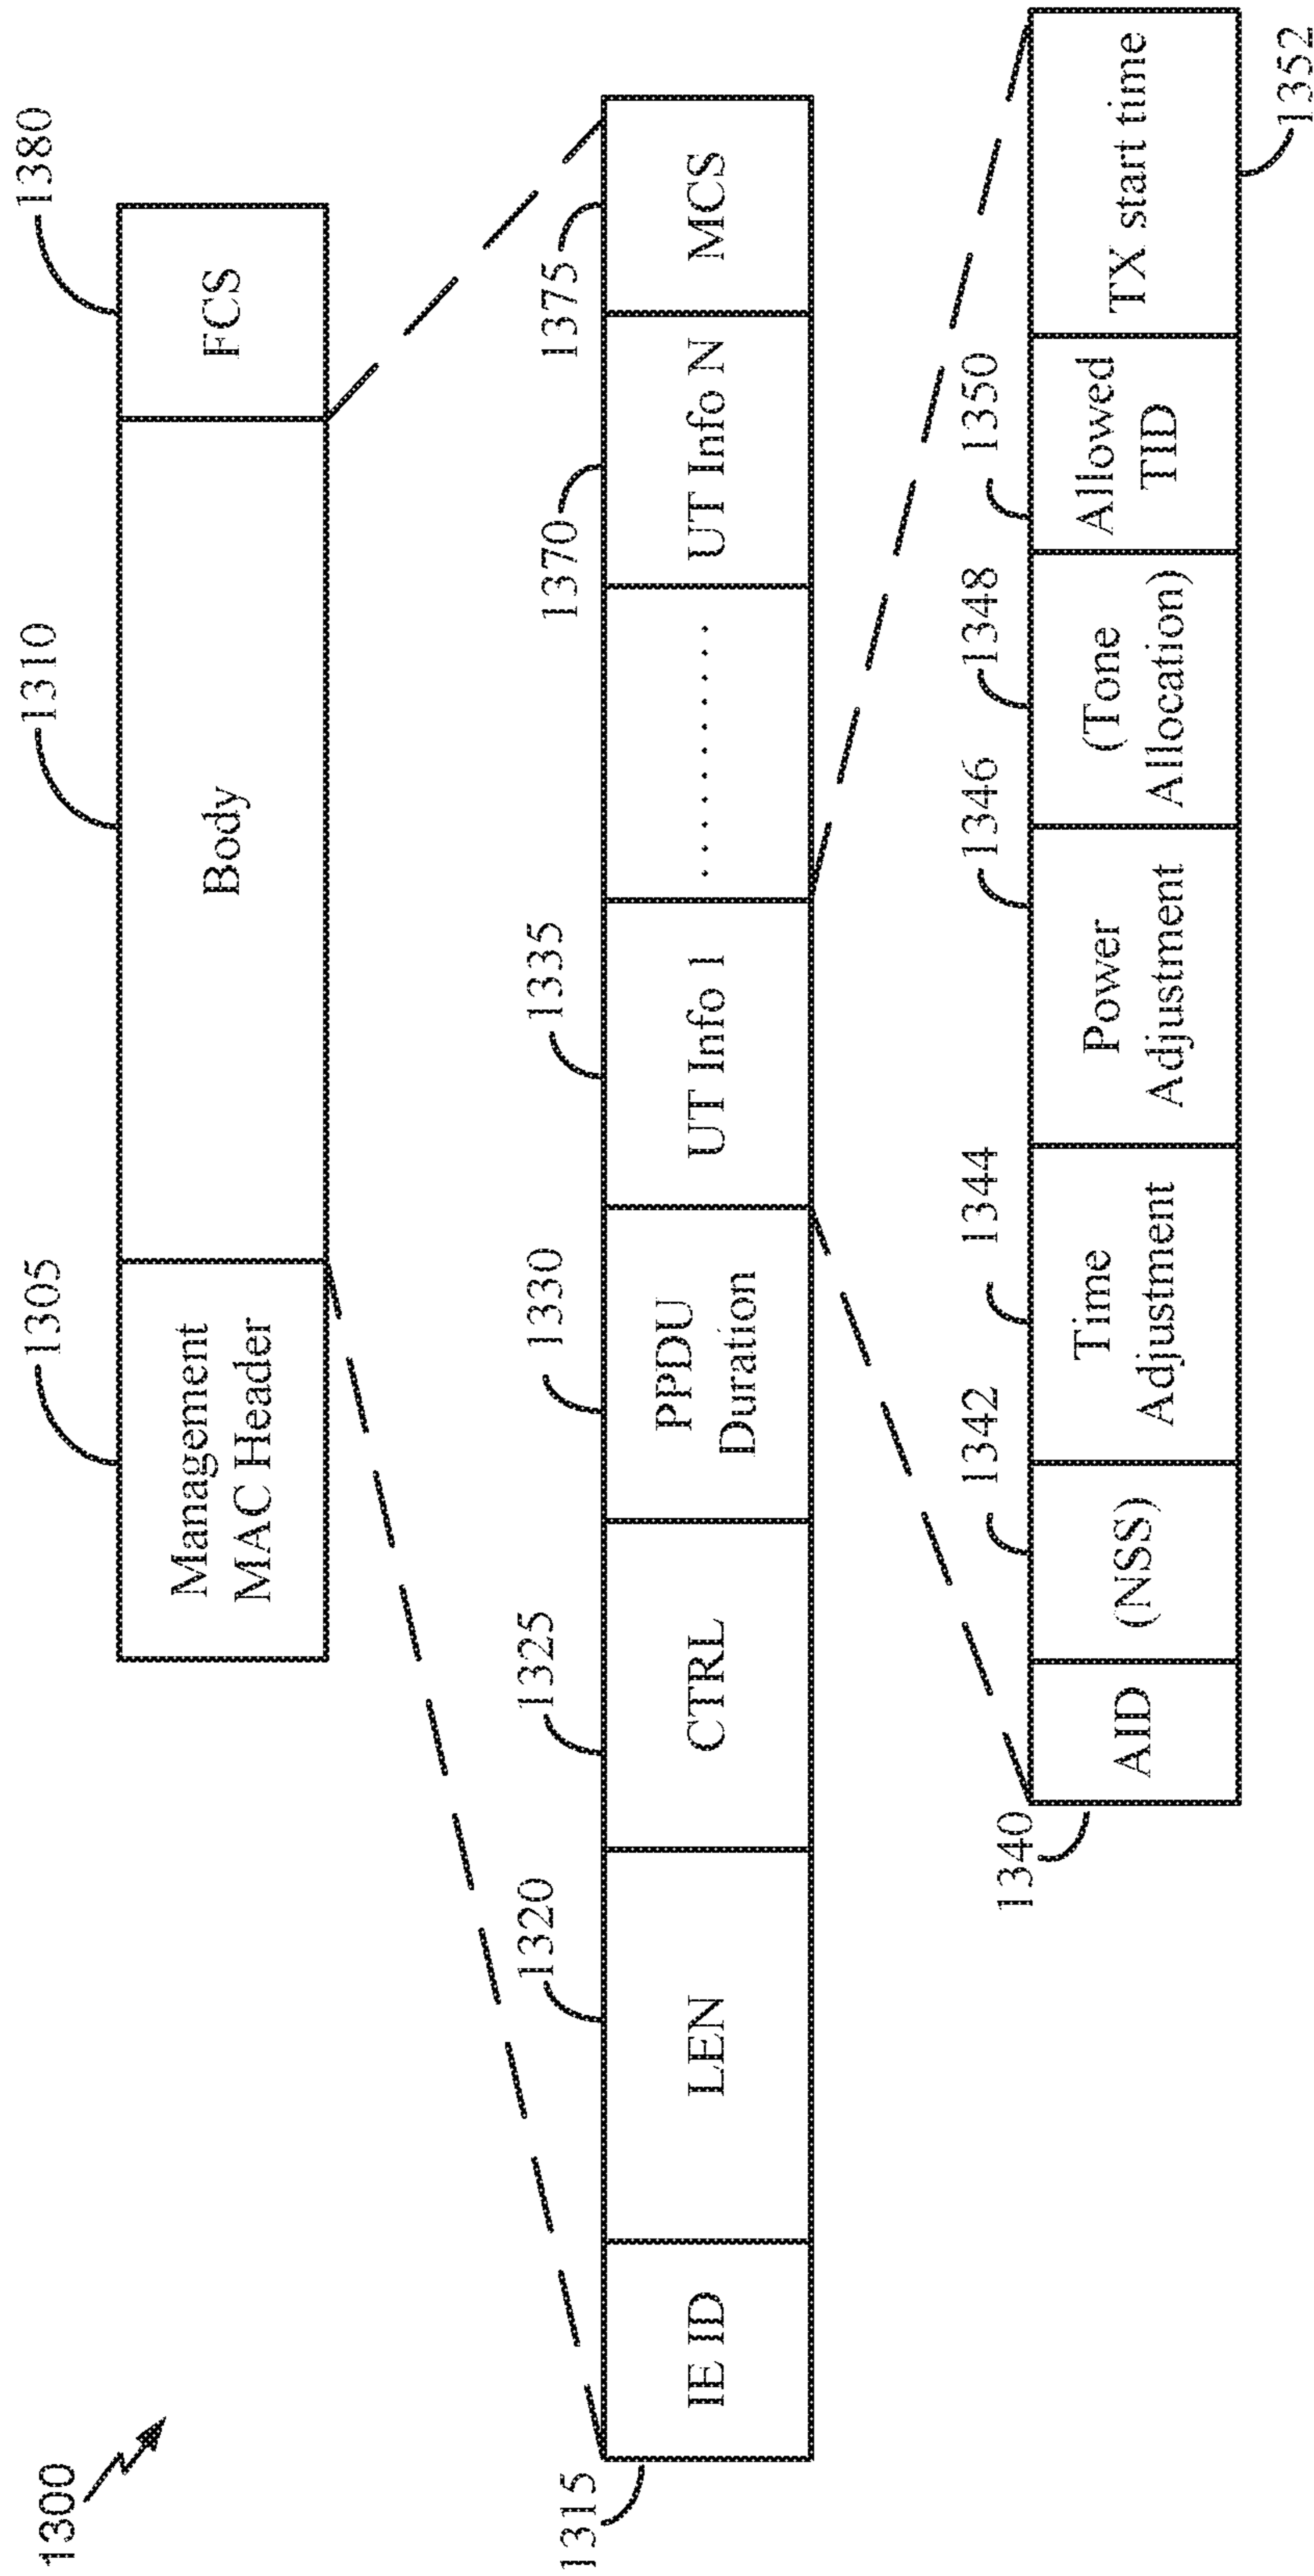 1300
1305
1310
1380
Management
MAC Header
Body
FCS
1315
1320
1325
1330
1335
1370
1375
IE ID
LEN
CTRL
PPDU
Duration
UT Info 1
..........
UT Info N
MCS
1340
1342
1344
1346
1348
1350
AID
(NSS)
Time
Adjustment
Power
Adjustment
(Tone
Allocation)
Allowed
TID
TX start time
1352